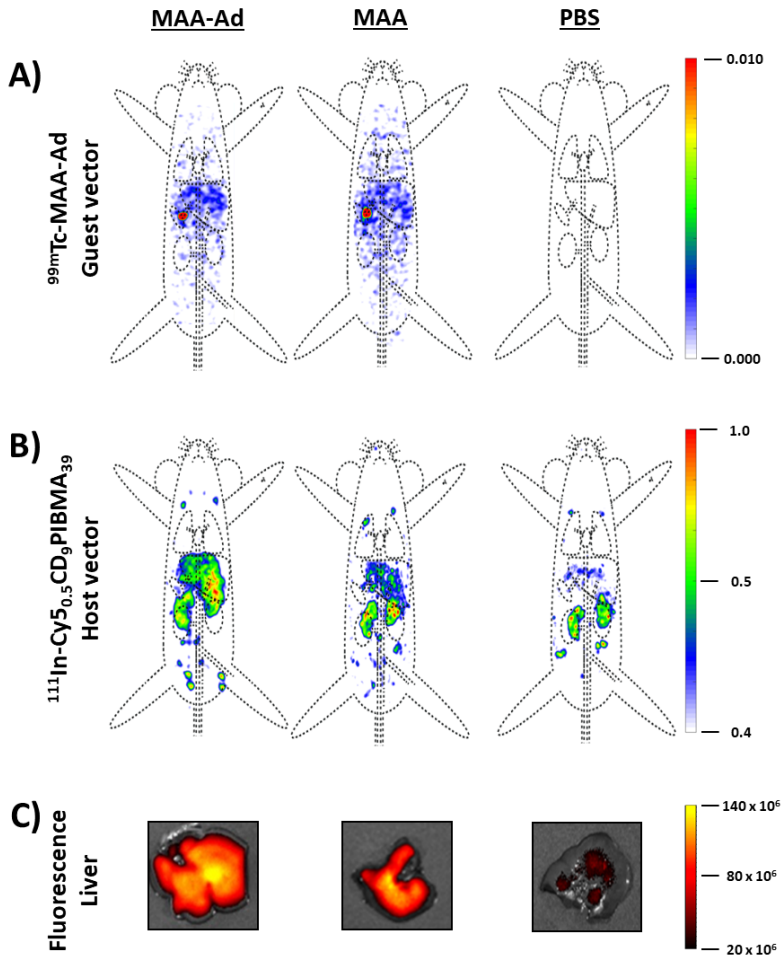 MAA-Ad MAA PBS
A)
⁹⁹ᵐTc-MAA-Ad
Guest vector
0.010
0.000
B)
¹¹¹In-Cy5₀.₅CD₉PIBMA₃₉
Host vector
1.0
0.5
0.4
C)
Fluorescence
Liver
140 x 10⁶
80 x 10⁶
20 x 10⁶